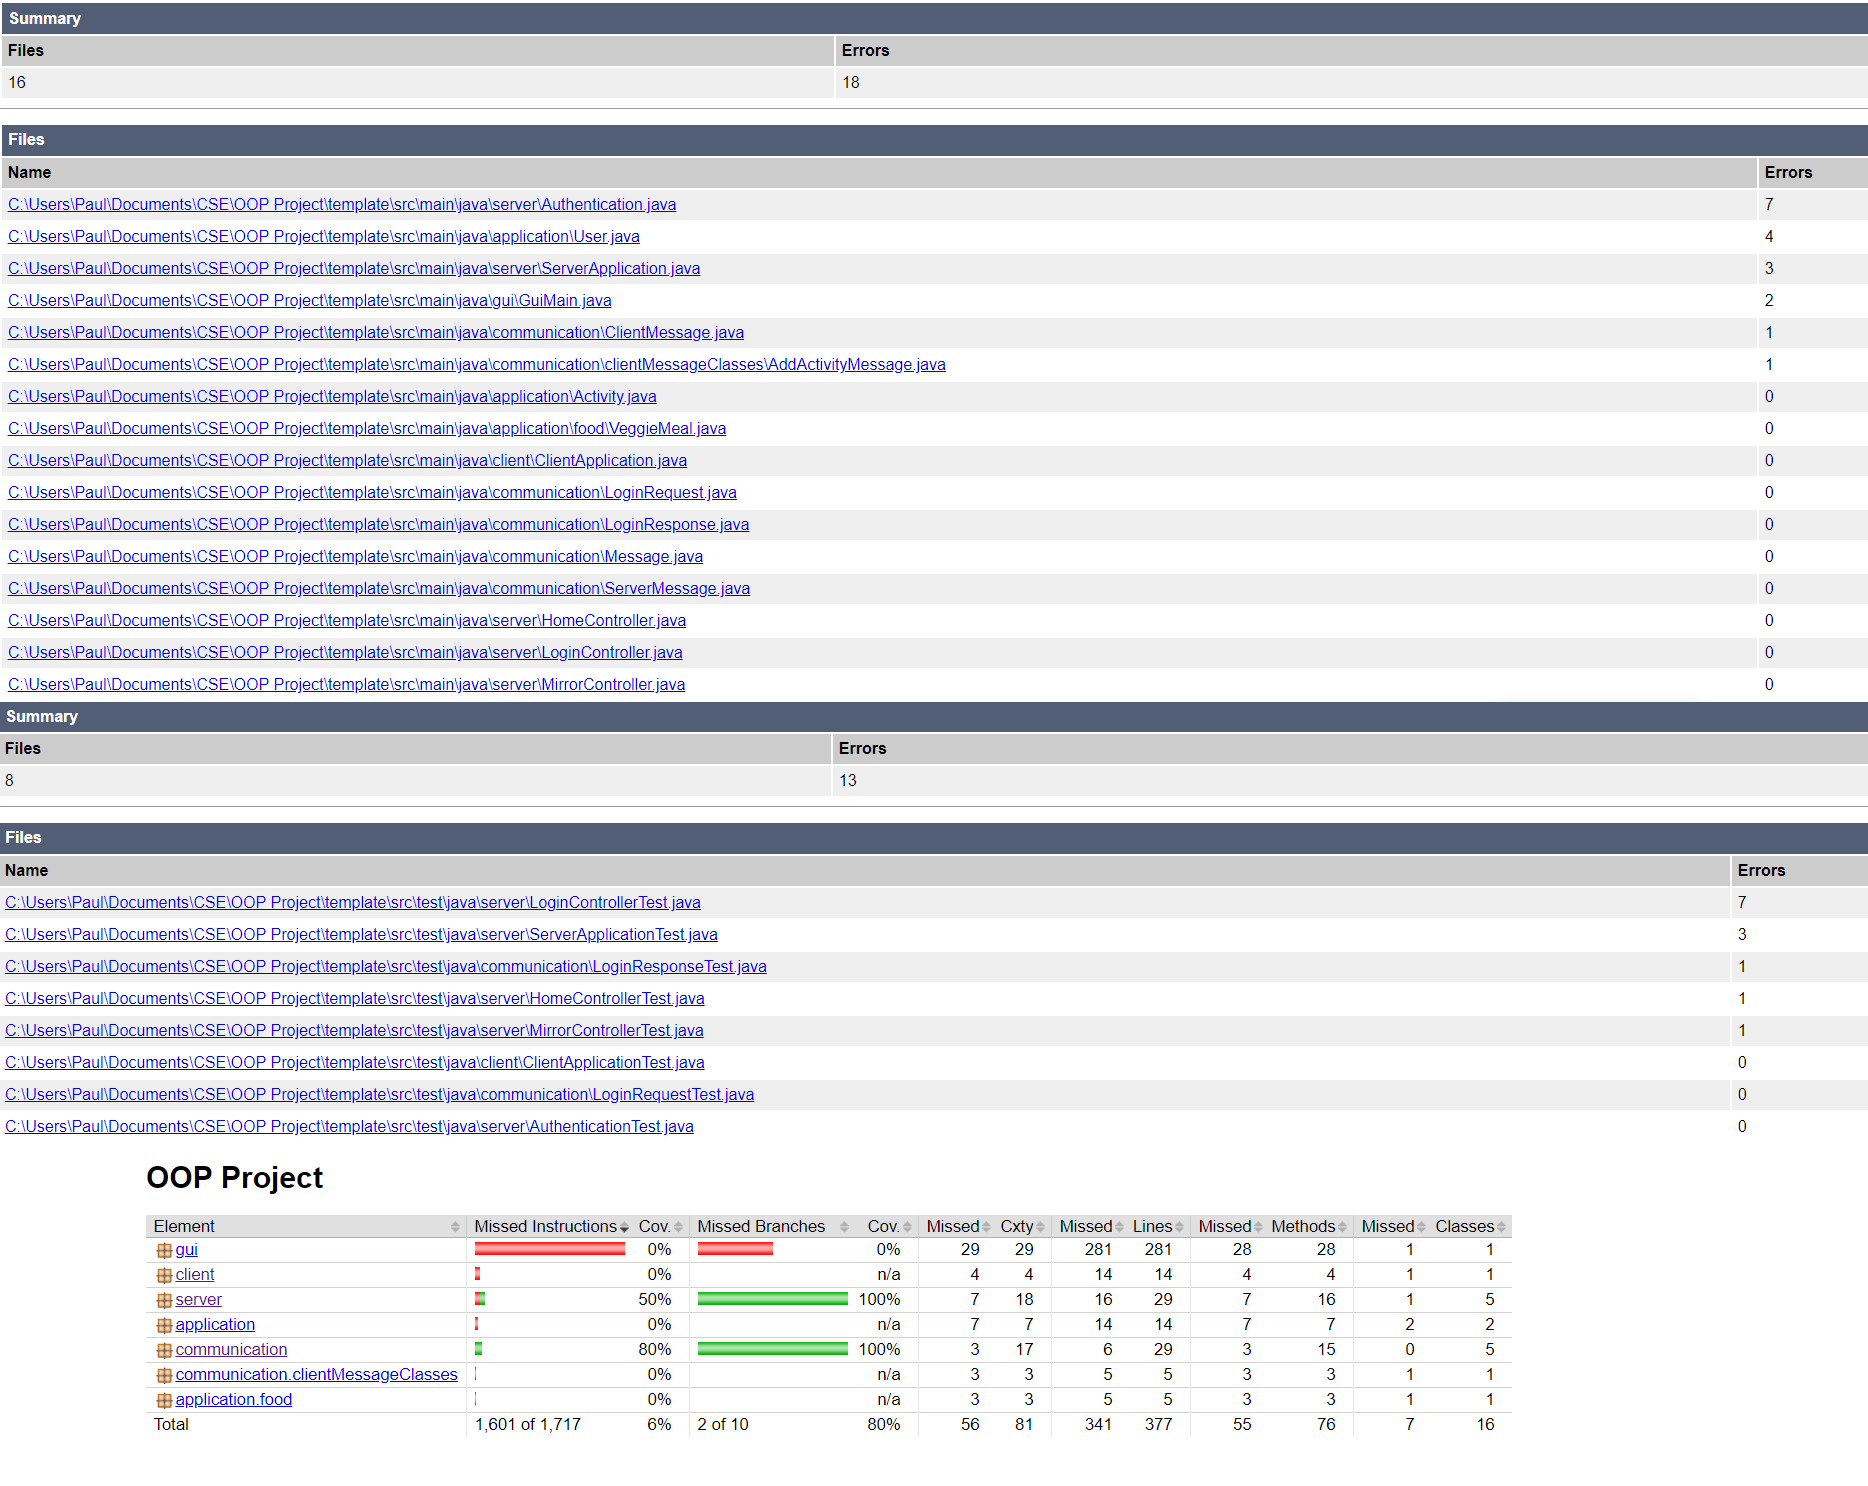 Summary
Files Errors
16 18
Files
Name Errors
C:\Users\Paul\Documents\CSE\OOP Project\template\src\main\java\server\Authentication.java 7
C:\Users\Paul\Documents\CSE\OOP Project\template\src\main\java\application\User.java 4
C:\Users\Paul\Documents\CSE\OOP Project\template\src\main\java\server\ServerApplication.java 3
C:\Users\Paul\Documents\CSE\OOP Project\template\src\main\java\gui\GuiMain.java 2
C:\Users\Paul\Documents\CSE\OOP Project\template\src\main\java\communication\ClientMessage.java 1
C:\Users\Paul\Documents\CSE\OOP Project\template\src\main\java\communication\clientMessageClasses\AddActivityMessage.java 1
C:\Users\Paul\Documents\CSE\OOP Project\template\src\main\java\application\Activity.java 0
C:\Users\Paul\Documents\CSE\OOP Project\template\src\main\java\application\food\VeggieMeal.java 0
C:\Users\Paul\Documents\CSE\OOP Project\template\src\main\java\client\ClientApplication.java 0
C:\Users\Paul\Documents\CSE\OOP Project\template\src\main\java\communication\LoginRequest.java 0
C:\Users\Paul\Documents\CSE\OOP Project\template\src\main\java\communication\LoginResponse.java 0
C:\Users\Paul\Documents\CSE\OOP Project\template\src\main\java\communication\Message.java 0
C:\Users\Paul\Documents\CSE\OOP Project\template\src\main\java\communication\ServerMessage.java 0
C:\Users\Paul\Documents\CSE\OOP Project\template\src\main\java\server\HomeController.java 0
C:\Users\Paul\Documents\CSE\OOP Project\template\src\main\java\server\LoginController.java 0
C:\Users\Paul\Documents\CSE\OOP Project\template\src\main\java\server\MirrorController.java 0
Summary
Files Errors
8 13
Files
Name Errors
C:\Users\Paul\Documents\CSE\OOP Project\template\src\test\java\server\LoginControllerTest.java 7
C:\Users\Paul\Documents\CSE\OOP Project\template\src\test\java\server\ServerApplicationTest.java 3
C:\Users\Paul\Documents\CSE\OOP Project\template\src\test\java\communication\LoginResponseTest.java 1
C:\Users\Paul\Documents\CSE\OOP Project\template\src\test\java\server\HomeControllerTest.java 1
C:\Users\Paul\Documents\CSE\OOP Project\template\src\test\java\server\MirrorControllerTest.java 1
C:\Users\Paul\Documents\CSE\OOP Project\template\src\test\java\client\ClientApplicationTest.java 0
C:\Users\Paul\Documents\CSE\OOP Project\template\src\test\java\communication\LoginRequestTest.java 0
C:\Users\Paul\Documents\CSE\OOP Project\template\src\test\java\server\AuthenticationTest.java 0
OOP Project
Element Missed Instructions Cov. Missed Branches Cov. Missed Cxty Missed Lines Missed Methods Missed Classes
gui 0% 0% 29 29 281 281 28 28 1 1
client 0% n/a 4 4 14 14 4 4 1 1
server 50% 100% 7 18 16 29 7 16 1 5
application 0% n/a 7 7 14 14 7 7 2 2
communication 80% 100% 3 17 6 29 3 15 0 5
communication.clientMessageClasses 0% n/a 3 3 5 5 3 3 1 1
application.food 0% n/a 3 3 5 5 3 3 1 1
Total 1,601 of 1,717 6% 2 of 10 80% 56 81 341 377 55 76 7 16